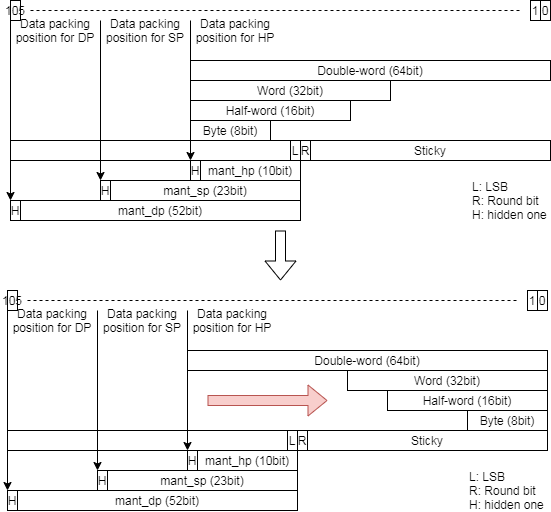 105
1 0
Data packing
position for DP
Data packing
position for SP
Data packing
position for HP
Double-word (64bit)
Word (32bit)
Half-word (16bit)
Byte (8bit)
L R Sticky
H mant_hp (10bit)
H mant_sp (23bit)
H mant_dp (52bit)
L: LSB
R: Round bit
H: hidden one
105
1 0
Data packing
position for DP
Data packing
position for SP
Data packing
position for HP
Double-word (64bit)
Word (32bit)
Half-word (16bit)
Byte (8bit)
L R Sticky
H mant_hp (10bit)
H mant_sp (23bit)
H mant_dp (52bit)
L: LSB
R: Round bit
H: hidden one